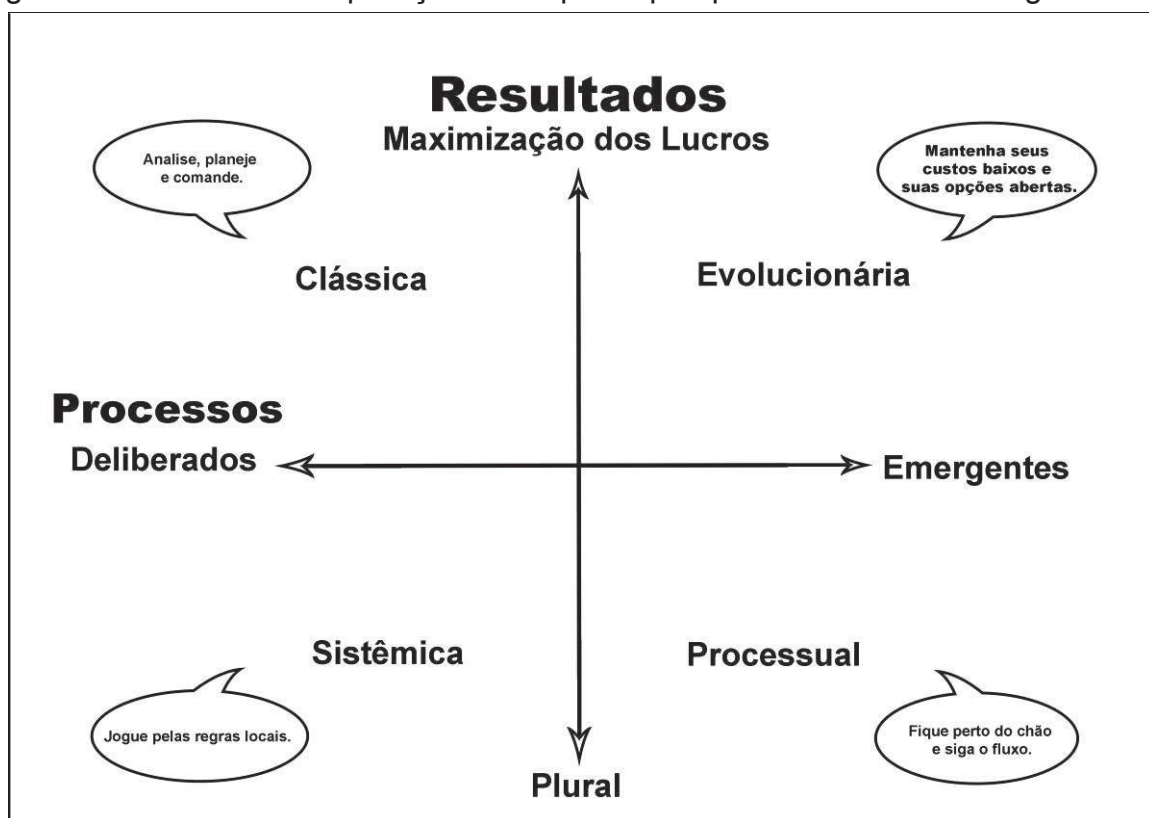 Resultados
Maximização dos Lucros
Analise, planeje
e comande.
Mantenha seus
custos baixos e
suas opções abertas.
Clássica
Evolucionária
Processos
Deliberados
Emergentes
Sistêmica
Processual
Jogue pelas regras locais.
Fique perto do chão
e siga o fluxo.
Plural